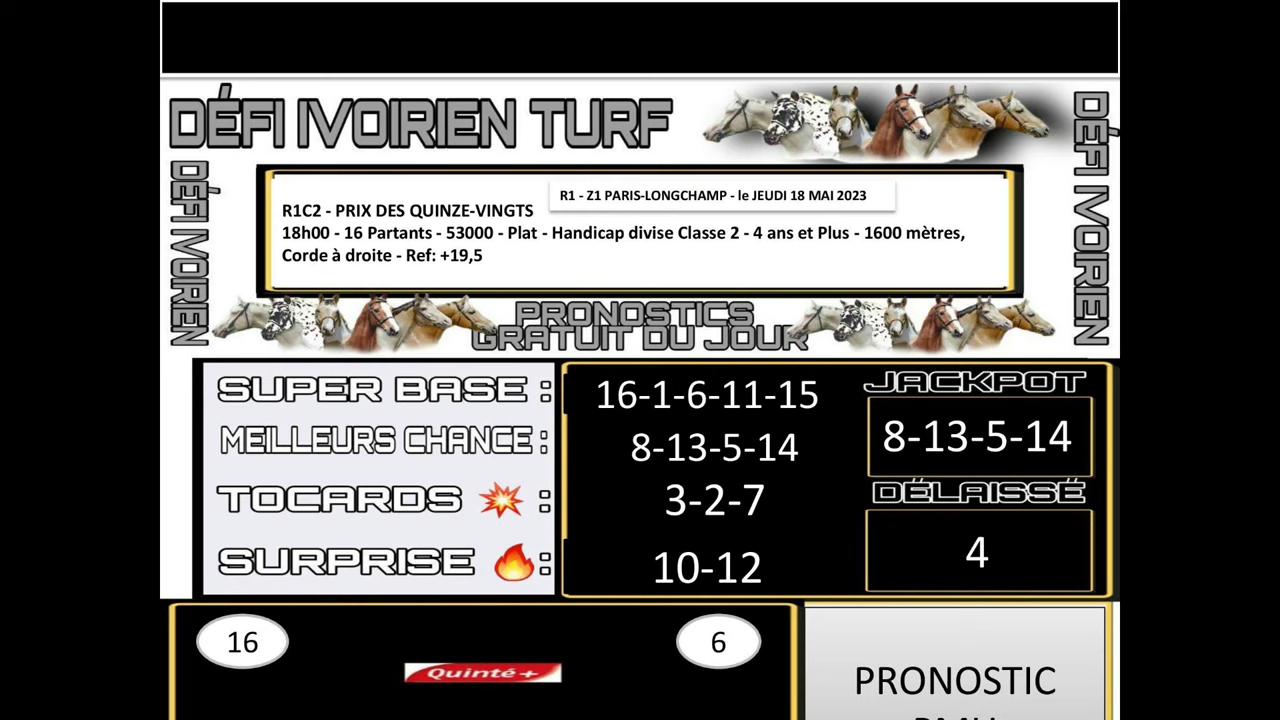 DÉFI IVOIRIEN TURF
DÉFI IVOIREN
DÉFI IVOIREN
R1 - Z1 PARIS-LONGCHAMP - le JEUDI 18 MAI 2023
R1C2 - PRIX DES QUINZE-VINGTS
18h00 - 16 Partants - 53000 - Plat - Handicap divise Classe 2 - 4 ans et Plus - 1600 mètres,
Corde à droite - Ref: +19,5
PRONOSTICS
GRATUIT DU JOUR
SUPER BASE : 16-1-6-11-15
MEILLEURS CHANCE : 8-13-5-14
TOCARDS 💥 : 3-2-7
SURPRISE 🔥: 10-12
JACKPOT
8-13-5-14
DÉLAISSÉ
4
16
6
Quinté+
PRONOSTIC